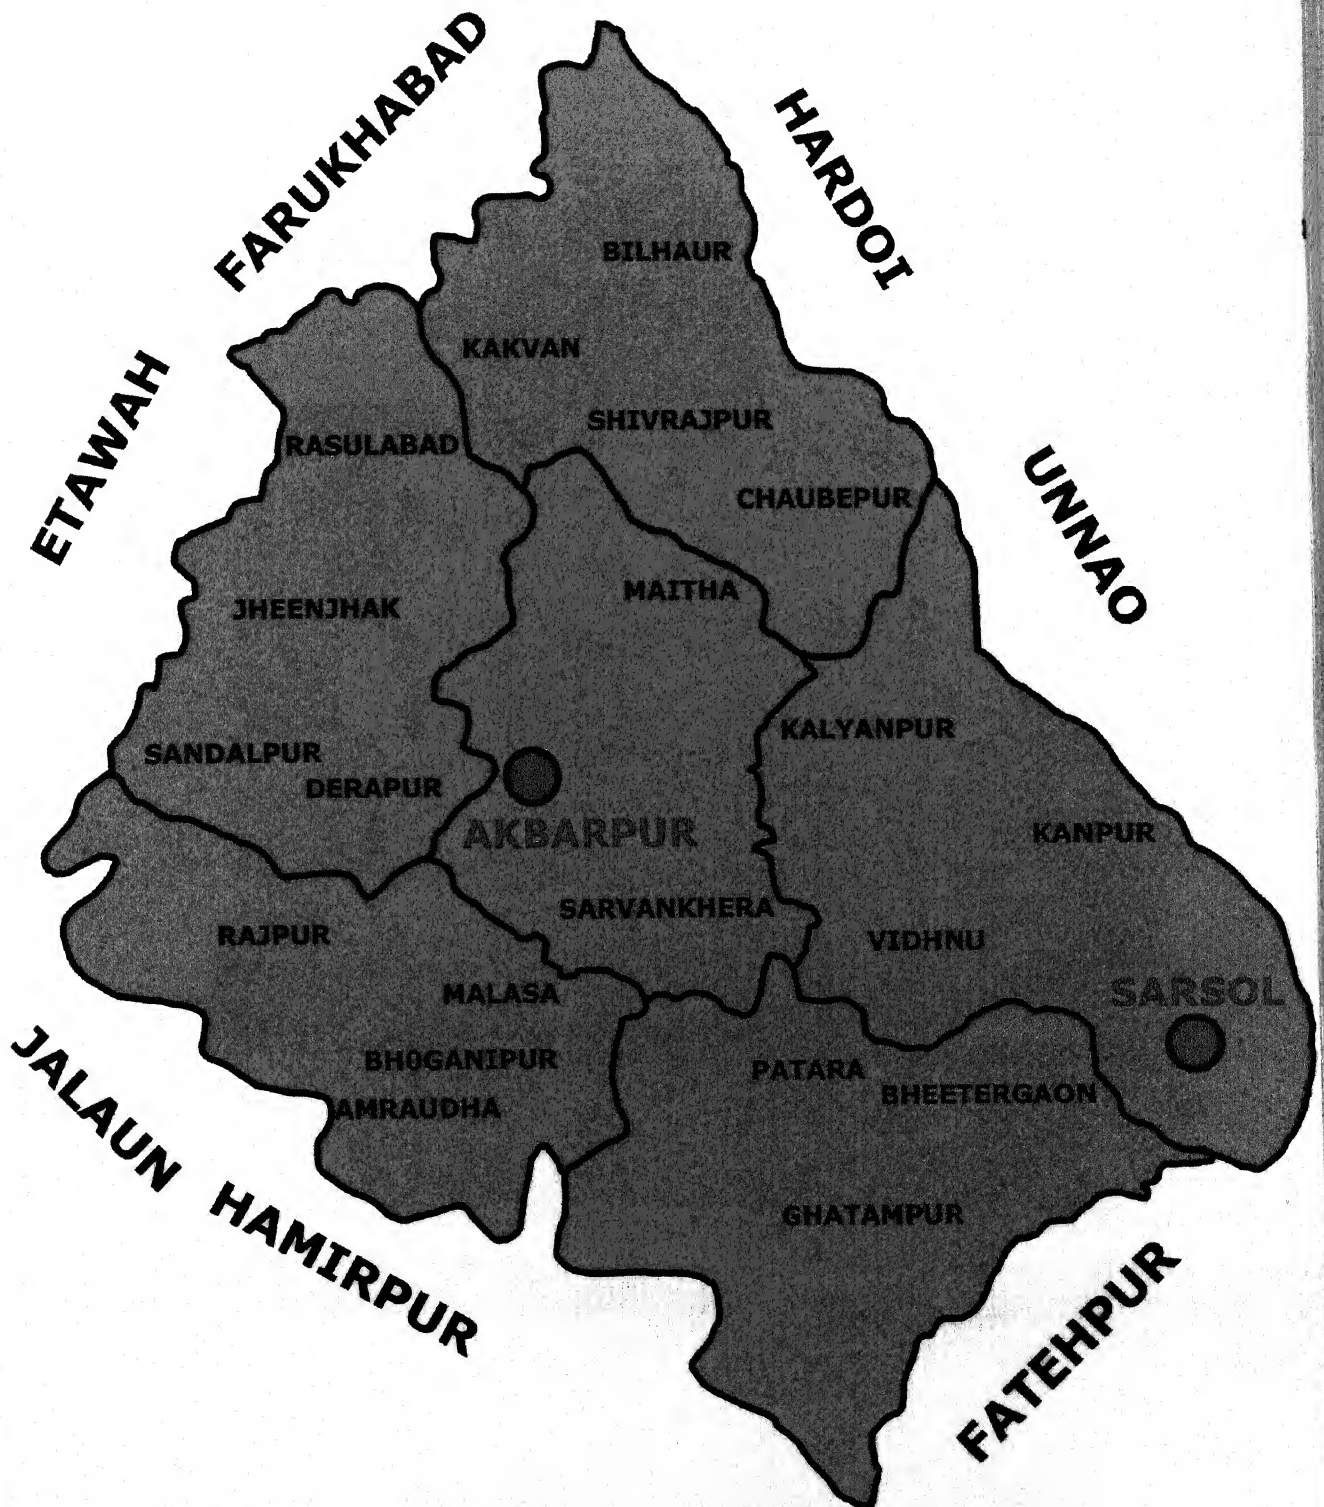 FARUKHABAD
HARDOI
BILHAUR
KAKVAN
ETAWAH
SHIVRAJPUR
RASULABAD
UNNAO
CHAUBEPUR
MAITHA
JHEENJHAK
KALYANPUR
SANDALPUR
DERAPUR
AKBARPUR
KANPUR
SARVANKHERA
RAJPUR
VIDHNU
MALASA
SARSOL
BH0GANIPUR
PATARA
BHEETERGAON
AMRAUDHA
JALAUN
HAMIRPUR
GHATAMPUR
FATEHPUR